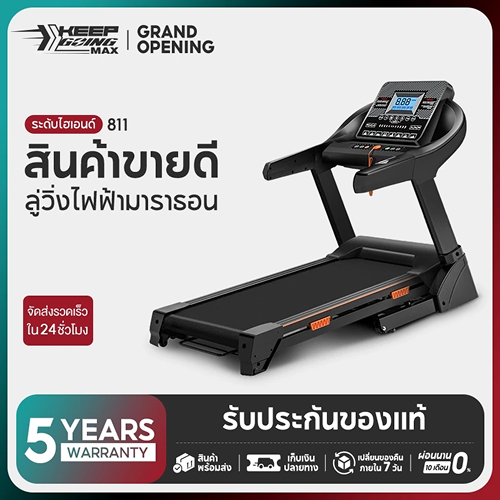 KEEP GOING MAX
GRAND
OPENING
ระดับไฮเอนด์ 811
สินค้าขายดี
ลู่วิ่งไฟฟ้ามาราธอน
8.88
จัดส่งรวดเร็ว
ใน 24 ชั่วโมง
5 YEARS
WARRANTY
รับประกันของแท้
สินค้า
พร้อมส่ง
เก็บเงิน
ปลายทาง
เปลี่ยนของคืน
ภายใน 7 วัน
ผ่อนนาน
10 เดือน 0%